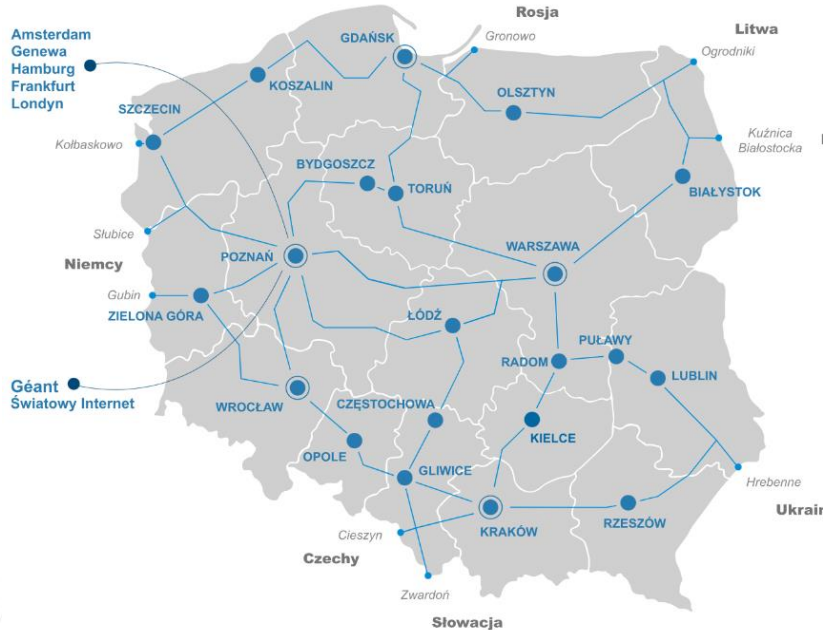 Rosja
Amsterdam
Genewa
Hamburg
Frankfurt
Londyn
GDAŃSK
Gronowo
Litwa
Ogrodniki
KOSZALIN
OLSZTYN
SZCZECIN
Kołbaskowo
Kuźnica
Białostocka
BYDGOSZCZ
TORUŃ
BIAŁYSTOK
Słubice
POZNAŃ
WARSZAWA
Niemcy
Gubin
ZIELONA GÓRA
ŁÓDŹ
PUŁAWY
RADOM
LUBLIN
Géant
Światowy Internet
WROCŁAW
CZĘSTOCHOWA
KIELCE
OPOLE
GLIWICE
Hrebenne
KRAKÓW
RZESZÓW
Ukrain
Cieszyn
Czechy
Zwardoń
Słowacja